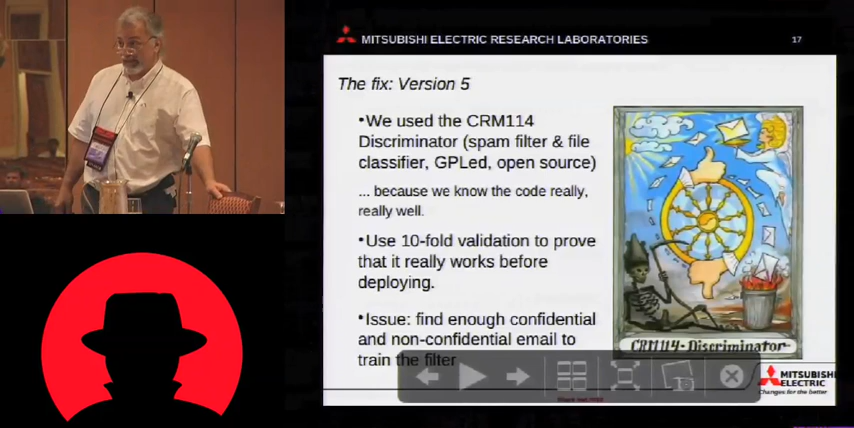 MITSUBISHI ELECTRIC RESEARCH LABORATORIES
17
The fix: Version 5
•We used the CRM114
Discriminator (spam filter & file
classifier, GPLed, open source)
... because we know the code really,
really well.
•Use 10-fold validation to prove
that it really works before
deploying.
•Issue: find enough confidential
and non-confidential email to
train the filter
CRM114-Discriminator-
MITSUBISHI
ELECTRIC
Changes for the better